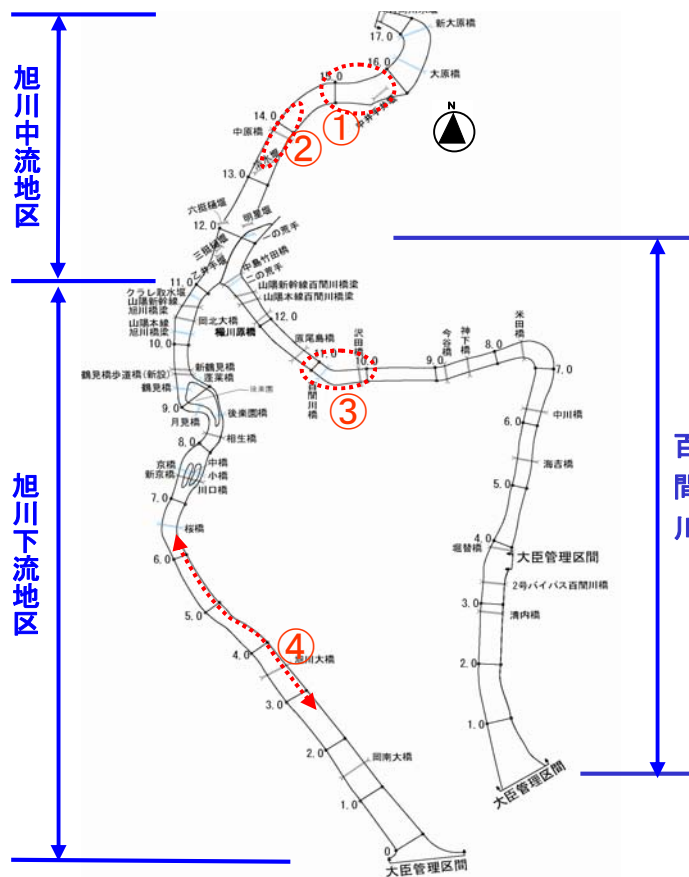 新大原橋
17.0
大原橋
16.0
15.0
①
旭川中流地区
N
14.0
中原橋
②
13.0
六挺樋堰
明星堰
12.0
一の荒手
三挺樋堰
中島竹田橋
二の荒手
乙井手堰
11.0
クラレ取水堰
山陽新幹線
旭川橋梁
山陽本線
旭川橋梁
岡北大橋
10.0
山陽新幹線百間川橋梁
山陽本線百間川橋梁
12.0
原尾島橋
11.0
百間川橋
沢田橋
10.0
③
9.0
今谷橋
神下橋
8.0
米田橋
7.0
新鶴見橋
鶴見橋歩道橋(新設)
蓬莱橋
鶴見橋
後楽園
9.0
月見橋
後楽園橋
8.0
相生橋
京橋
中橋
新京橋
小橋
川口橋
7.0
桜橋
6.0
中川橋
6.0
海吉橋
5.0
百
間
川
旭川下流地区
4.0
堀替橋
大臣管理区間
2号バイパス百間川橋
3.0
清内橋
5.0
④
4.0
旭川大橋
2.0
3.0
1.0
2.0
岡南大橋
大臣管理区間
1.0
0
大臣管理区間